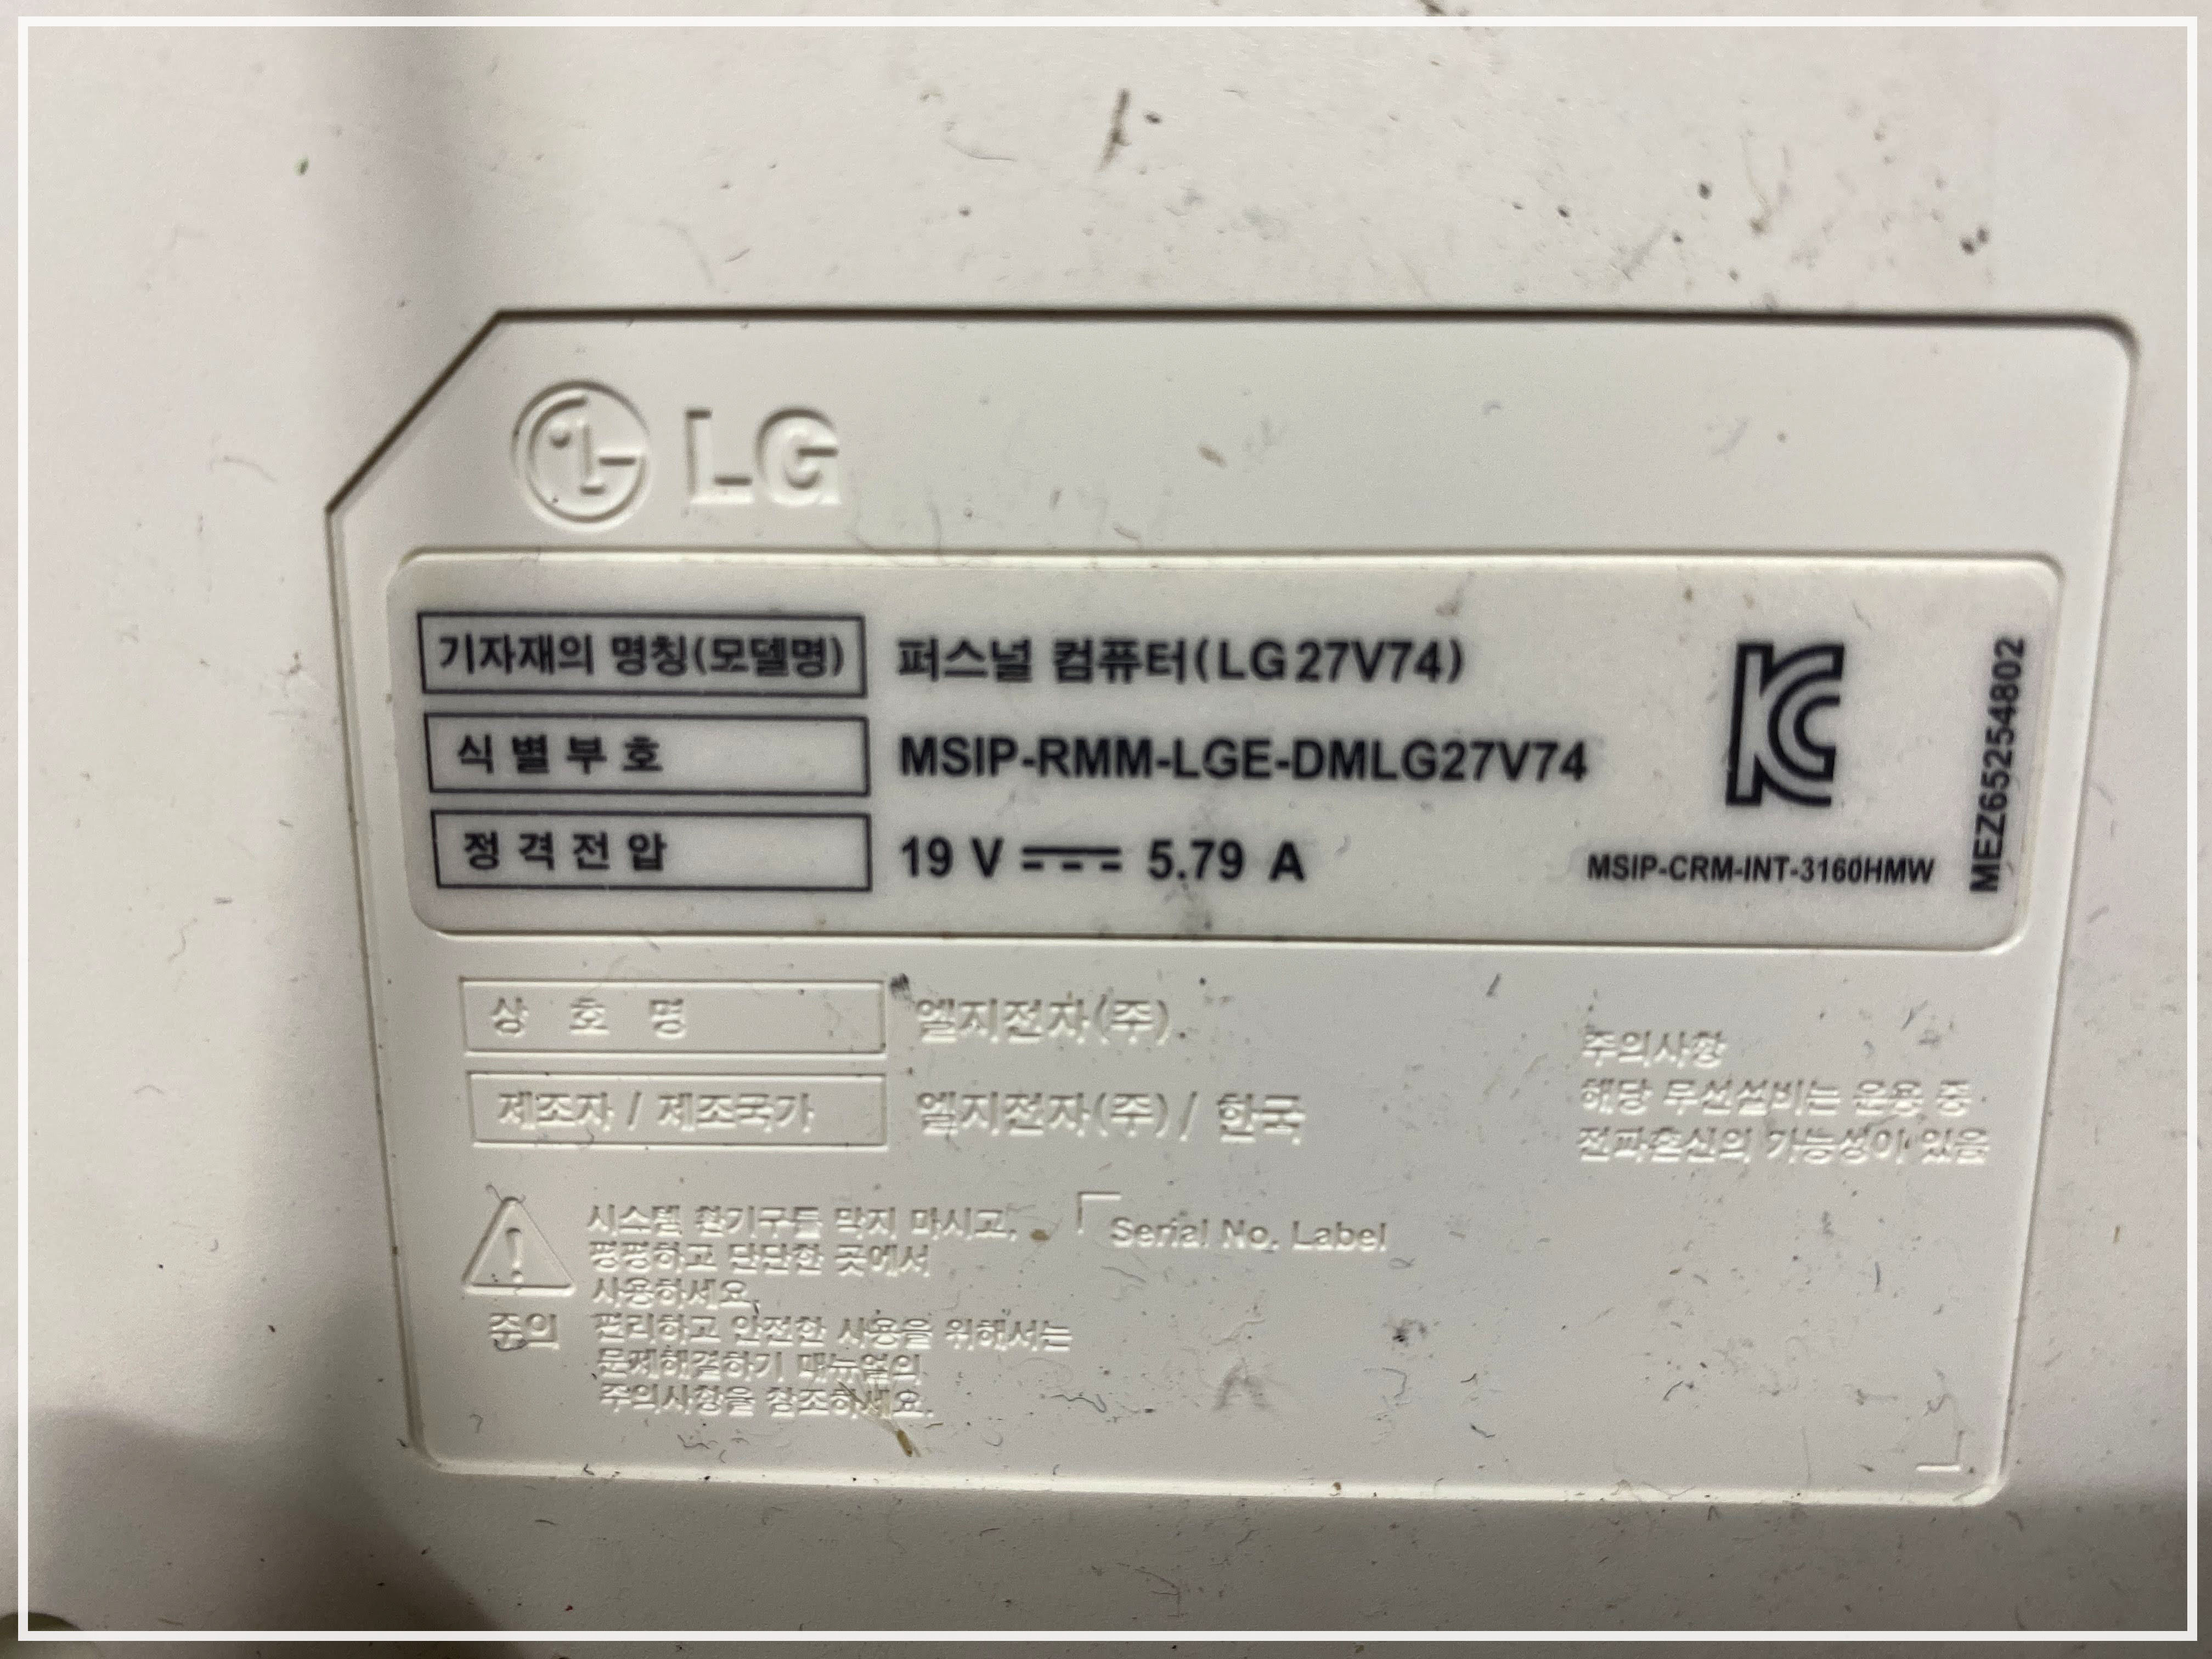 LG
기자재의 명칭(모델명) 퍼스널 컴퓨터(LG27V74)
식별부호 MSIP-RMM-LGE-DMLG27V74
정격전압 19 V 5.79 A
MSIP-CRM-INT-3160HMW
MEZ65254802
상 호 명 엘지전자(주)
제조자 / 제조국가 엘지전자(주) / 한국
주의사항
해당 무선설비는 운용 중
전파혼신의 가능성이 있음
주의
시스템 환기구를 막지 마시고,
평평하고 단단한 곳에서
사용하세요.
편리하고 안전한 사용을 위해서는
문제해결하기 매뉴얼의
주의사항을 참조하세요.
Serial No. Label